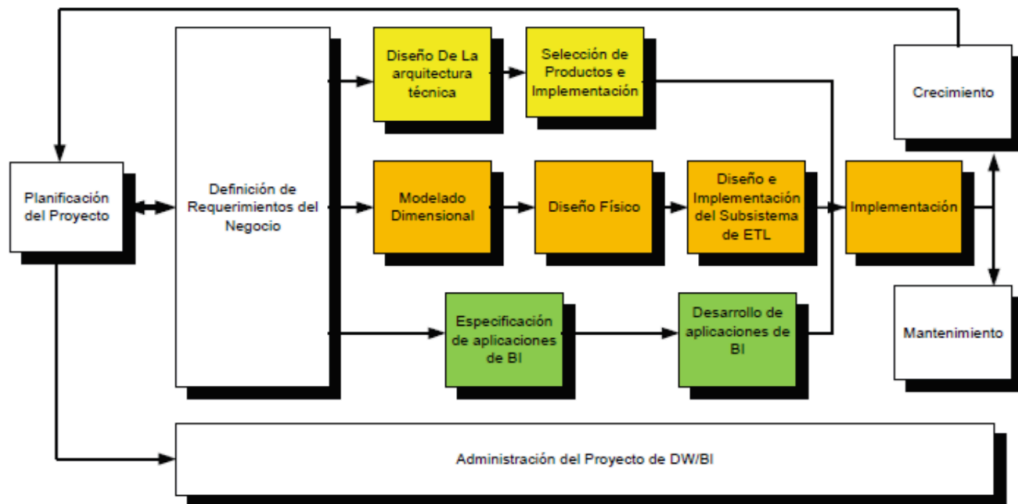 Planificación
del Proyecto
Definición de
Requerimientos del
Negocio
Diseño De La
arquitectura
técnica
Selección de
Productos e
Implementación
Modelado
Dimensional
Diseño Físico
Diseño e
Implementación
del Subsistema
de ETL
Especificación
de aplicaciones
de BI
Desarrollo de
aplicaciones de
BI
Implementación
Crecimiento
Mantenimiento
Administración del Proyecto de DW/BI